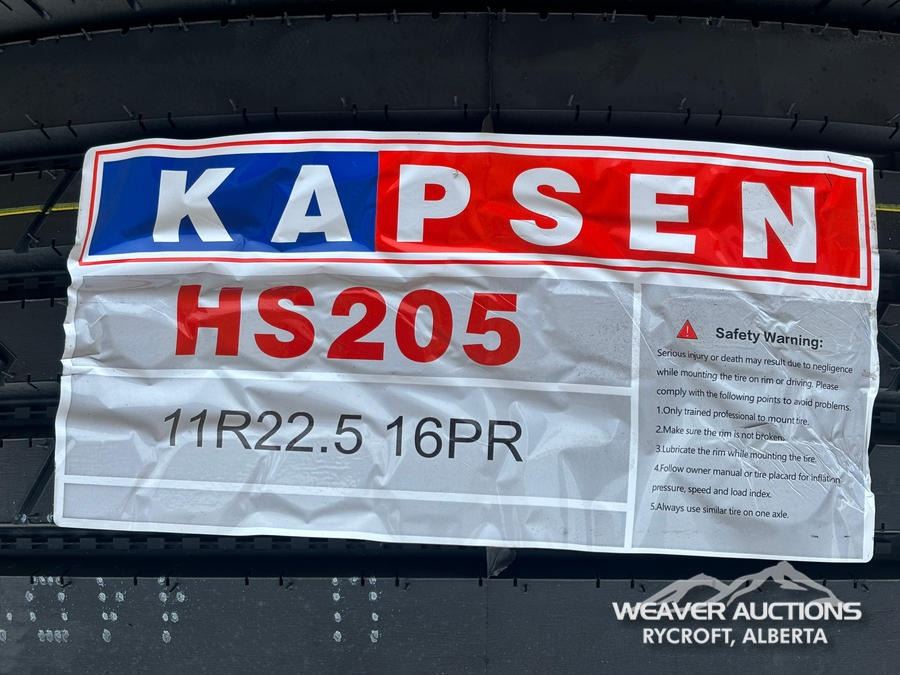 KAPSEN
HS205
11R22.5 16PR
Safety Warning:
Serious injury or death may result due to negligence
while mounting the tire on rim or driving. Please
comply with the following points to avoid problems.
1.Only trained professional to mount tire.
2.Make sure the rim is not broken.
3.Lubricate the rim while mounting the tire.
4.Follow owner manual or tire placard for inflation
pressure, speed and load index.
5.Always use similar tire on one axle.
WEAVER AUCTIONS
RYCROFT, ALBERTA